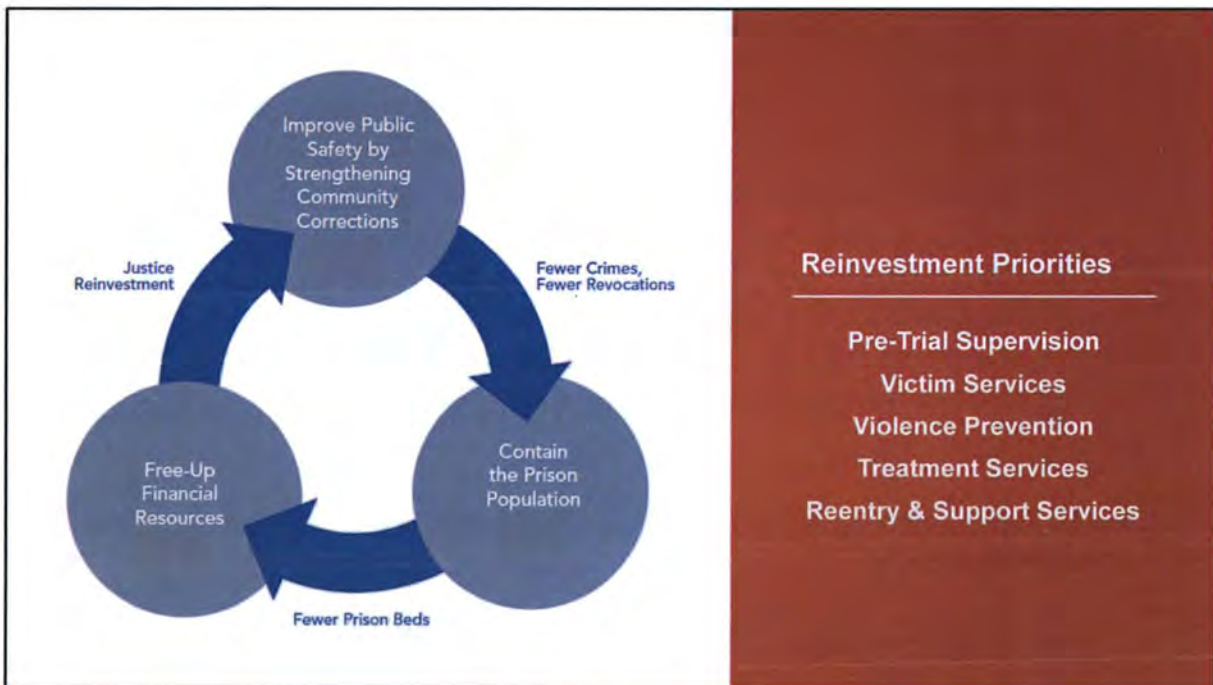 Improve Public
Safety by
Strengthening
Community
Corrections
Justice
Reinvestment
Fewer Crimes,
Fewer Revocations
Free-Up
Financial
Resources
Contain
the Prison
Population
Fewer Prison Beds
Reinvestment Priorities
Pre-Trial Supervision
Victim Services
Violence Prevention
Treatment Services
Reentry & Support Services